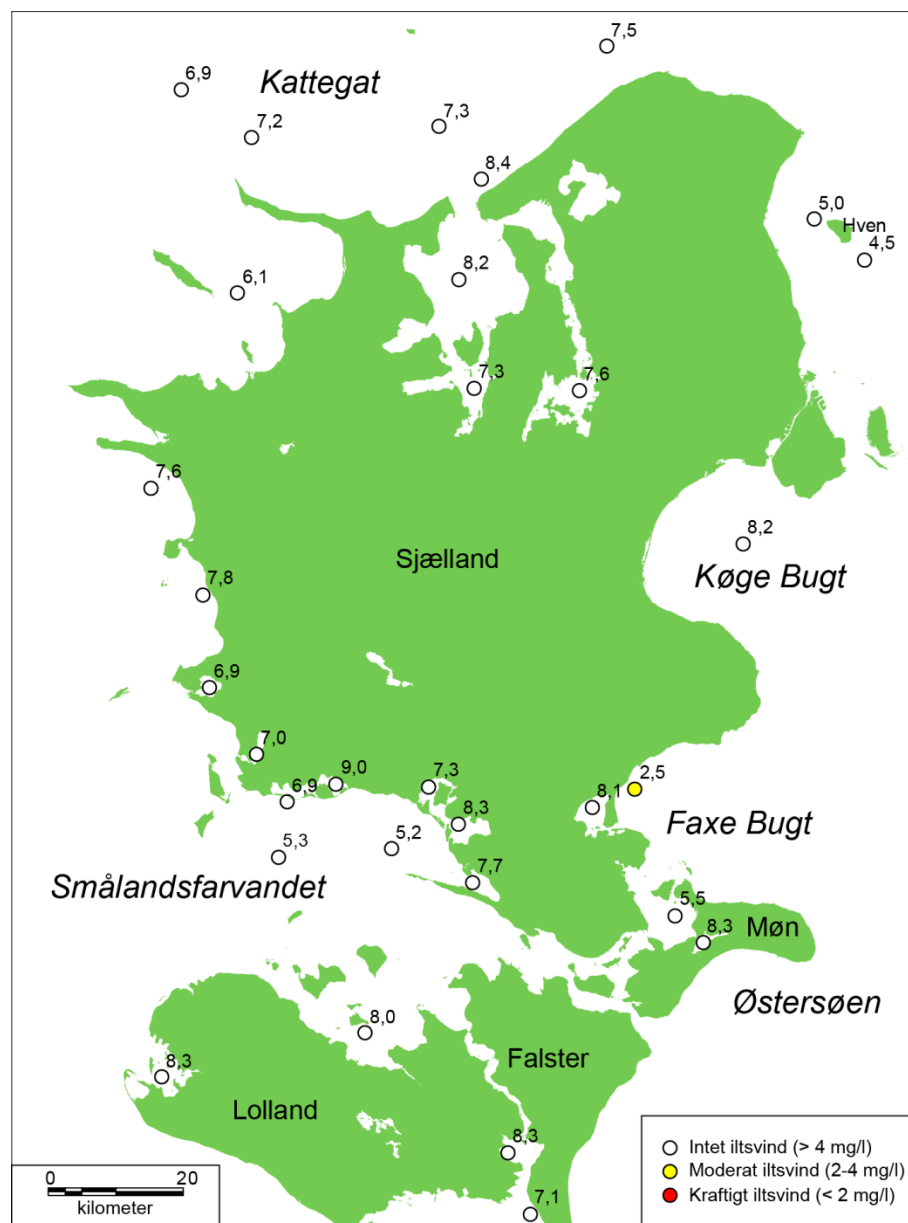 7,5
6,9
Kattegat
7,2
7,3
8,4
5,0
Hven
4,5
8,2
6,1
7,3
7,6
7,6
8,2
Sjælland
Køge Bugt
7,8
6,9
7,0
9,0
7,3
2,5
6,9
8,1
8,3
Faxe Bugt
5,3
5,2
Smålandsfarvandet
7,7
5,5
8,3
Møn
Østersøen
8,0
Falster
8,3
Lolland
8,3
7,1
0 20
kilometer
Intet iltsvind (> 4 mg/l)
Moderat iltsvind (2-4 mg/l)
Kraftigt iltsvind (< 2 mg/l)